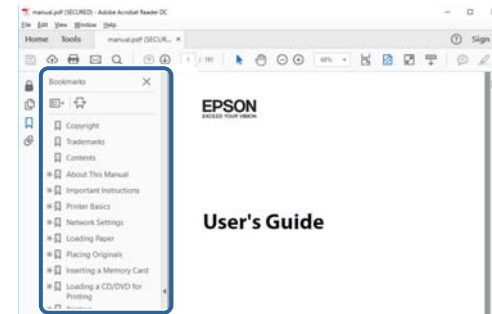 manual.pdf (SECURED) - Adobe Acrobat Reader DC
File Edit View Window Help
Home Tools manual.pdf (SECUR... × Sign
1 / 191
Bookmarks
Copyright
Trademarks
Contents
About This Manual
Important Instructions
Printer Basics
Network Settings
Loading Paper
Placing Originals
Inserting a Memory Card
Loading a CD/DVD for
Printing
EPSON
EXCEED YOUR VISION
User's Guide